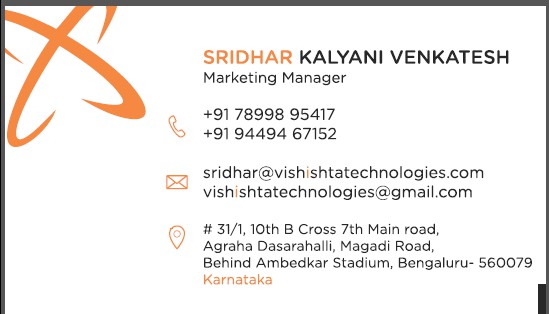 SRIDHAR KALYANI VENKATESH
Marketing Manager
+91 78998 95417
+91 94494 67152
sridhar@vishishtatechnologies.com
vishishtatechnologies@gmail.com
# 31/1, 10th B Cross 7th Main road,
Agraha Dasarahalli, Magadi Road,
Behind Ambedkar Stadium, Bengaluru- 560079
Karnataka